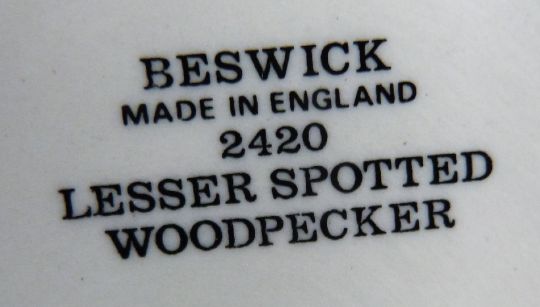 BESWICK
MADE IN ENGLAND
2420
LESSER SPOTTED
WOODPECKER